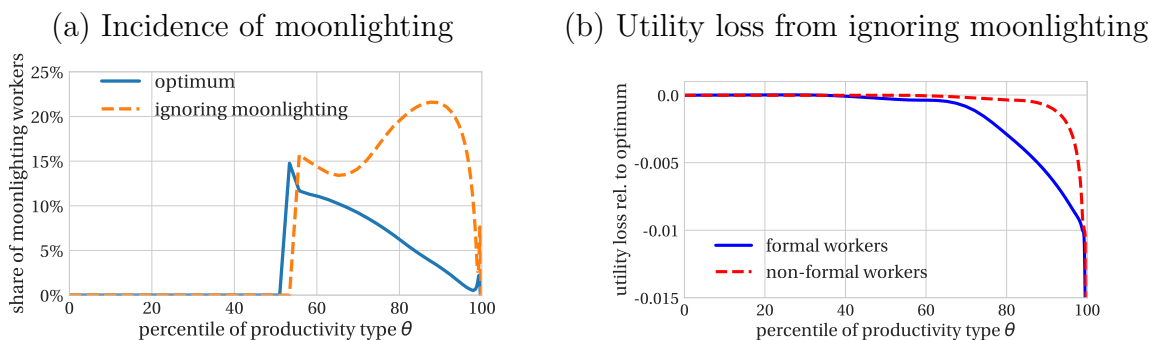 (a) Incidence of moonlighting
share of moonlighting workers
25%
20%
15%
10%
5%
0%
optimum
ignoring moonlighting
0 20 40 60 80 100
percentile of productivity type θ
(b) Utility loss from ignoring moonlighting
utility loss rel. to optimum
0.0
-0.005
-0.01
-0.015
formal workers
non-formal workers
0 20 40 60 80 100
percentile of productivity type θ